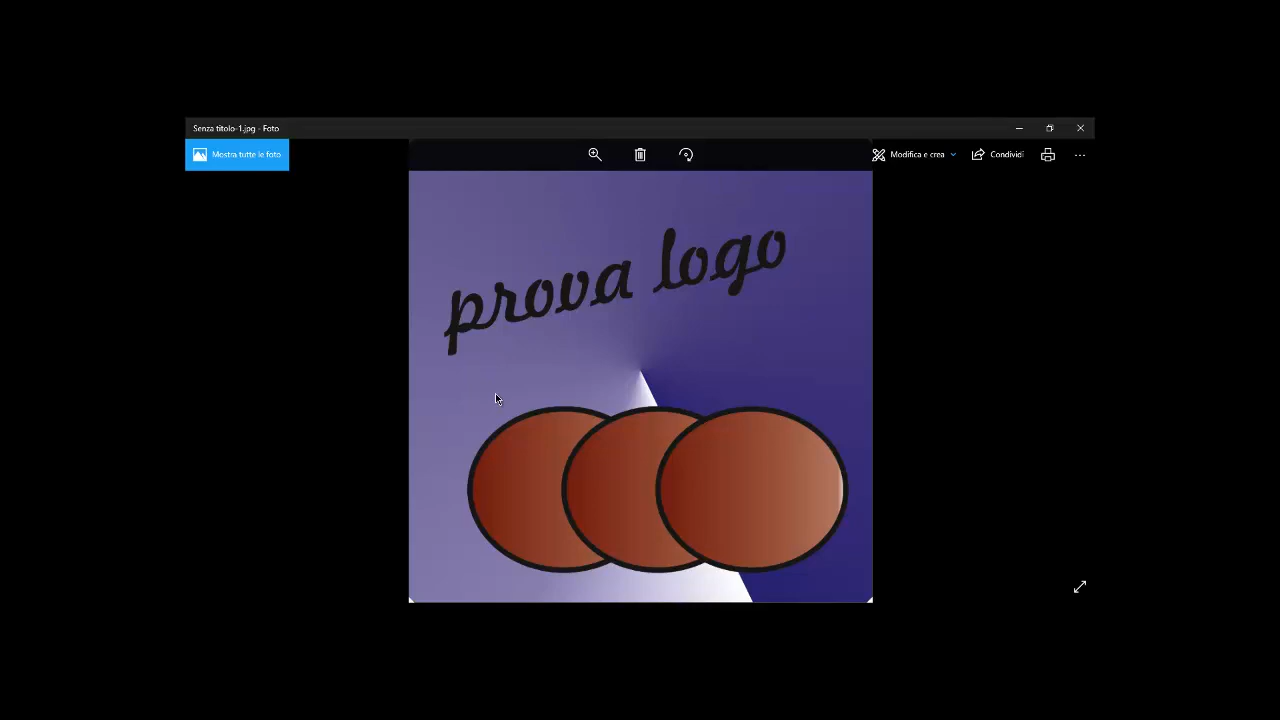 Senza titolo-1.jpg - Foto
Mostra tutte le foto
Modifica e crea
Condividi
prova logo